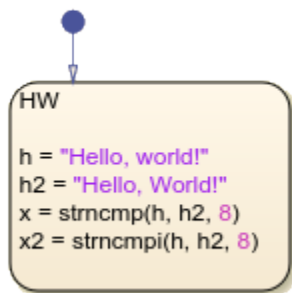 HW
h = "Hello, world!"
h2 = "Hello, World!"
x = strncmp(h, h2, 8)
x2 = strncmpi(h, h2, 8)